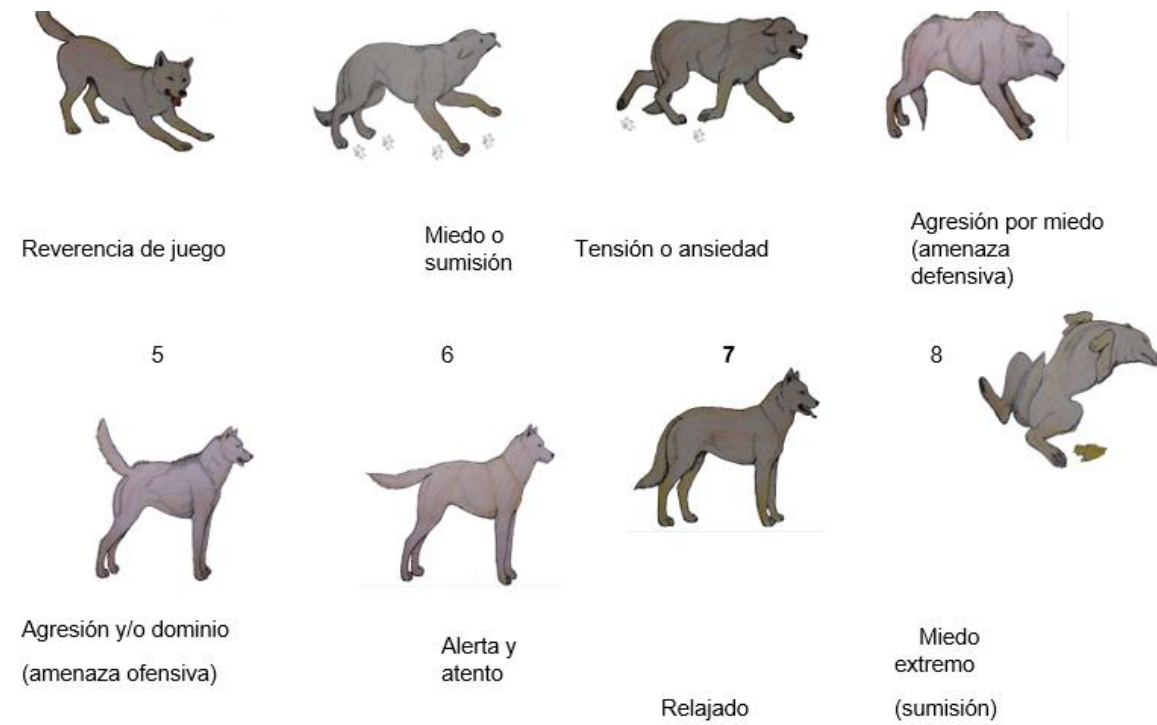 Reverencia de juego
Miedo o
sumisión
Tensión o ansiedad
Agresión por miedo
(amenaza
defensiva)
5
6
7
8
Agresión y/o dominio
(amenaza ofensiva)
Alerta y
atento
Relajado
Miedo
extremo
(sumisión)